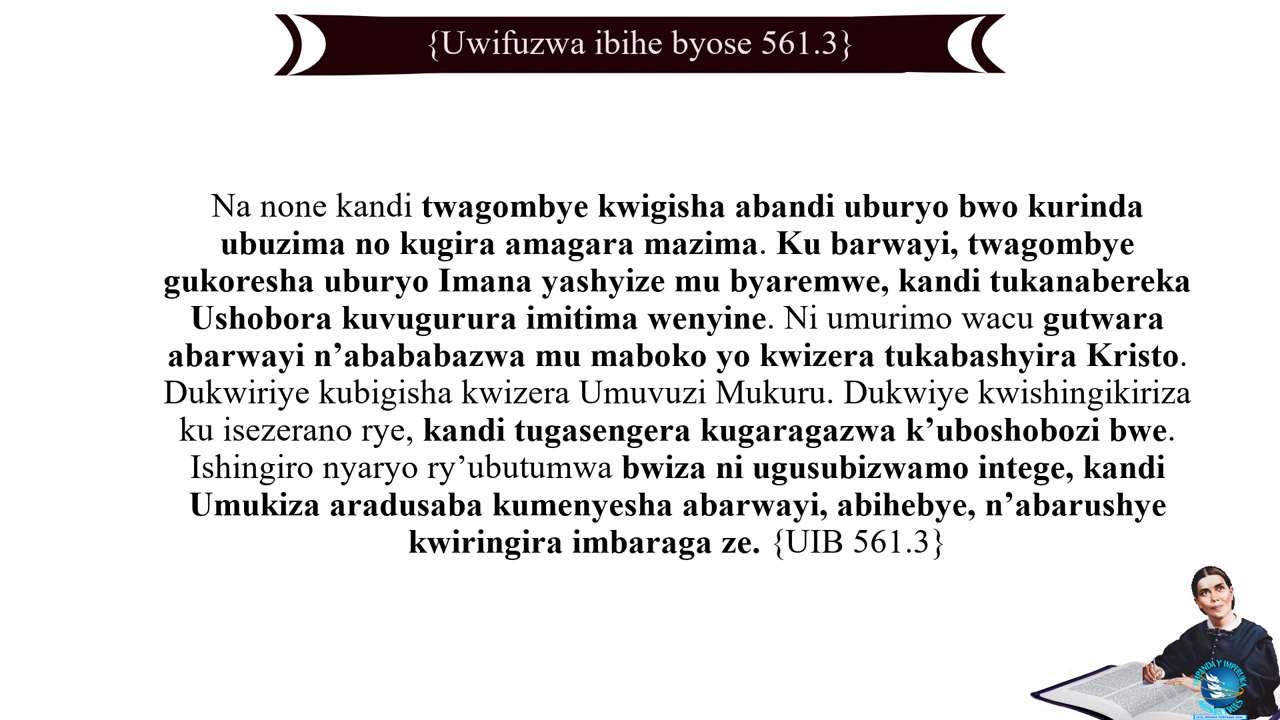 {Uwifuzwa ibihe byose 561.3}
Na none kandi twagombye kwigisha abandi uburyo bwo kurinda
ubuzima no kugira amagara mazima. Ku barwayi, twagombye
gukoresha uburyo Imana yashyize mu byaremwe, kandi tukanabereka
Ushobora kuvugurura imitima wenyine. Ni umurimo wacu gutwara
abarwayi n’abababazwa mu maboko yo kwizera tukabashyira Kristo.
Dukwiriye kubigisha kwizera Umuvuzi Mukuru. Dukwiye kwishingikiriza
ku isezerano rye, kandi tugasengera kugaragazwa k’uboshobozi bwe.
Ishingiro nyaryo ry’ubutumwa bwiza ni ugusubizwamo intege, kandi
Umukiza aradusaba kumenyesha abarwayi, abihebye, n’abarushye
kwiringira imbaraga ze. {UIB 561.3}